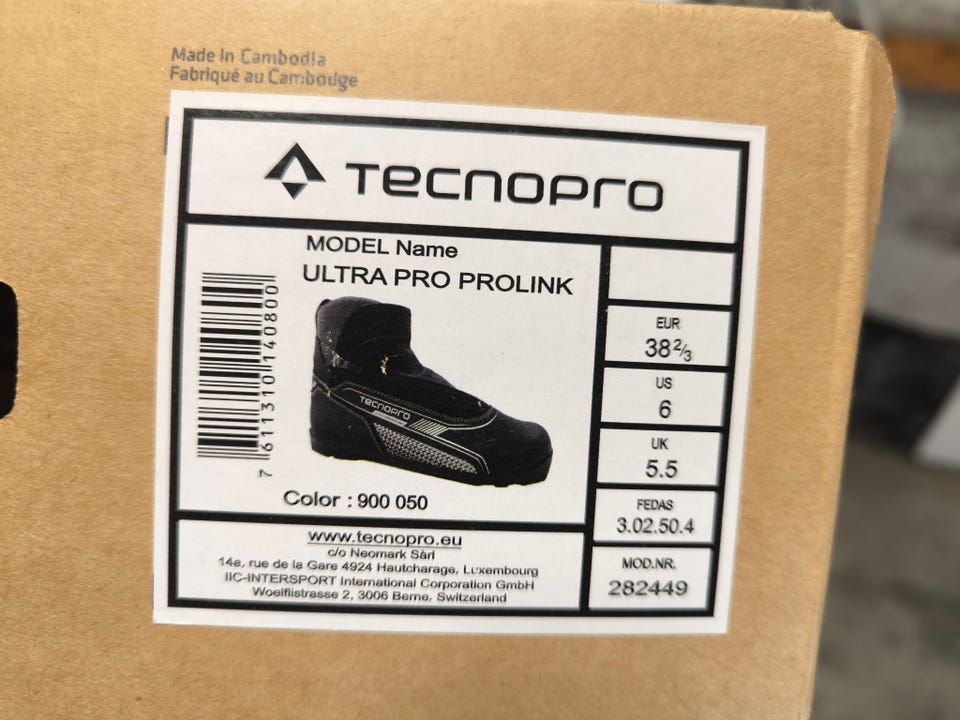 Made in Cambodia
Fabriqué au Cambodge
TECNOPRO
MODEL Name
ULTRA PRO PROLINK
7 611310 140800
TECNOPRO
Color : 900 050
EUR
38 2/3
US
6
UK
5.5
FEDAS
3.02.50.4
MOD.NR.
282449
www.tecnopro.eu
c/o Neomark Sàrl
14a, rue de la Gare 4924 Hautcharage, Luxembourg
IIC-INTERSPORT International Corporation GmbH
Woelflistrasse 2, 3006 Berne, Switzerland